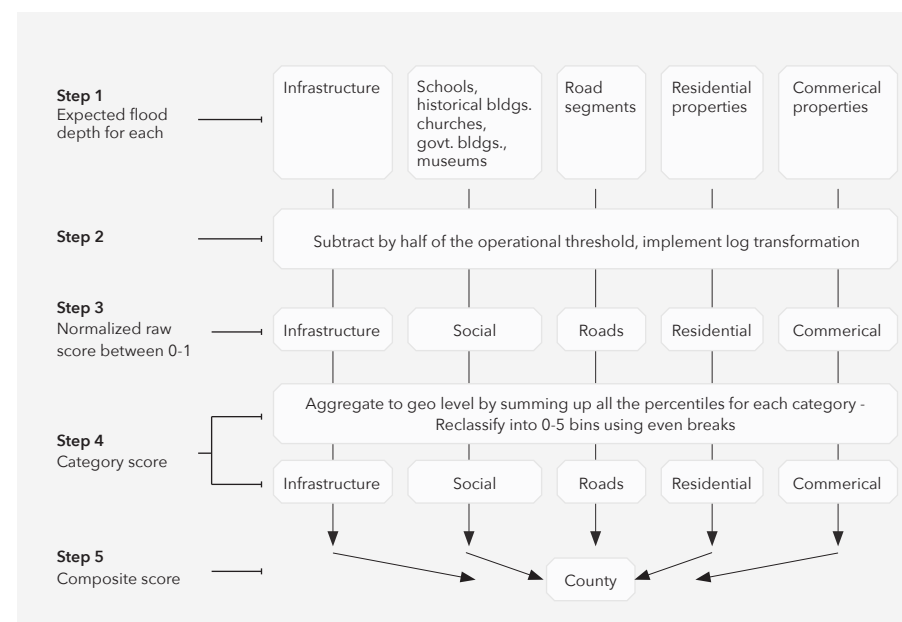 Step 1
Expected flood
depth for each
Infrastructure
Schools,
historical bldgs.
churches,
govt. bldgs.,
museums
Road
segments
Residential
properties
Commerical
properties
Step 2
Subtract by half of the operational threshold, implement log transformation
Step 3
Normalized raw
score between 0-1
Infrastructure
Social
Roads
Residential
Commerical
Step 4
Category score
Aggregate to geo level by summing up all the percentiles for each category -
Reclassify into 0-5 bins using even breaks
Infrastructure
Social
Roads
Residential
Commerical
Step 5
Composite score
County